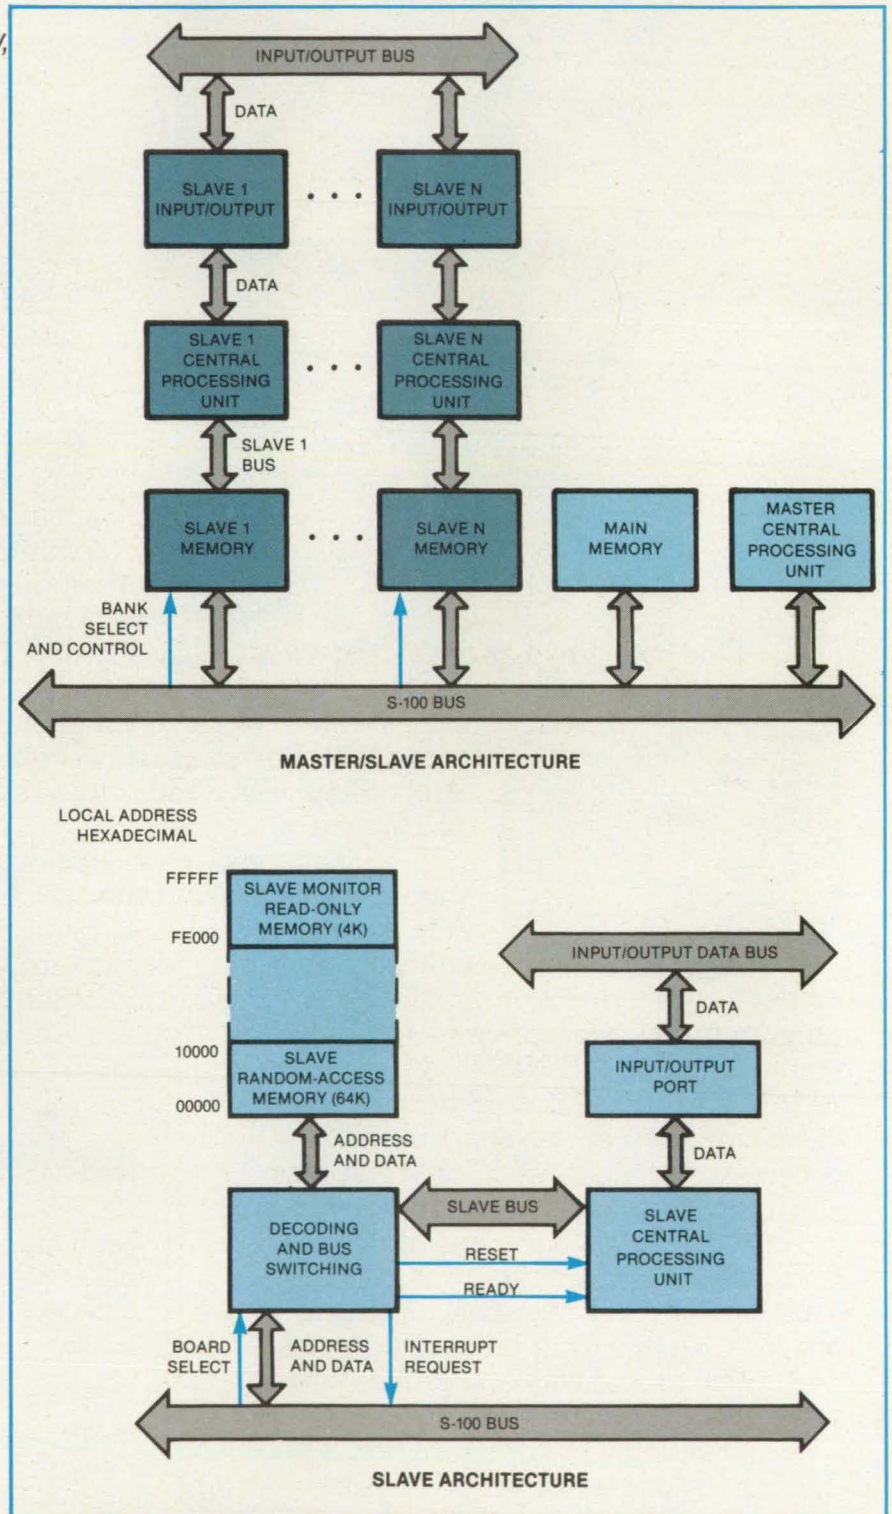 INPUT/OUTPUT BUS
DATA
SLAVE 1
INPUT/OUTPUT
. . .
SLAVE N
INPUT/OUTPUT
DATA
SLAVE 1
CENTRAL
PROCESSING
UNIT
. . .
SLAVE N
CENTRAL
PROCESSING
UNIT
SLAVE 1
BUS
SLAVE 1
MEMORY
. . .
SLAVE N
MEMORY
MAIN
MEMORY
MASTER
CENTRAL
PROCESSING
UNIT
BANK
SELECT
AND CONTROL
S-100 BUS
MASTER/SLAVE ARCHITECTURE
LOCAL ADDRESS
HEXADECIMAL
FFFFF
SLAVE MONITOR
READ-ONLY
MEMORY (4K)
FE000
10000
SLAVE
RANDOM-ACCESS
MEMORY (64K)
00000
INPUT/OUTPUT DATA BUS
DATA
INPUT/OUTPUT
PORT
ADDRESS
AND DATA
DATA
DECODING
AND BUS
SWITCHING
SLAVE BUS
RESET
READY
SLAVE
CENTRAL
PROCESSING
UNIT
BOARD
SELECT
ADDRESS
AND DATA
INTERRUPT
REQUEST
S-100 BUS
SLAVE ARCHITECTURE